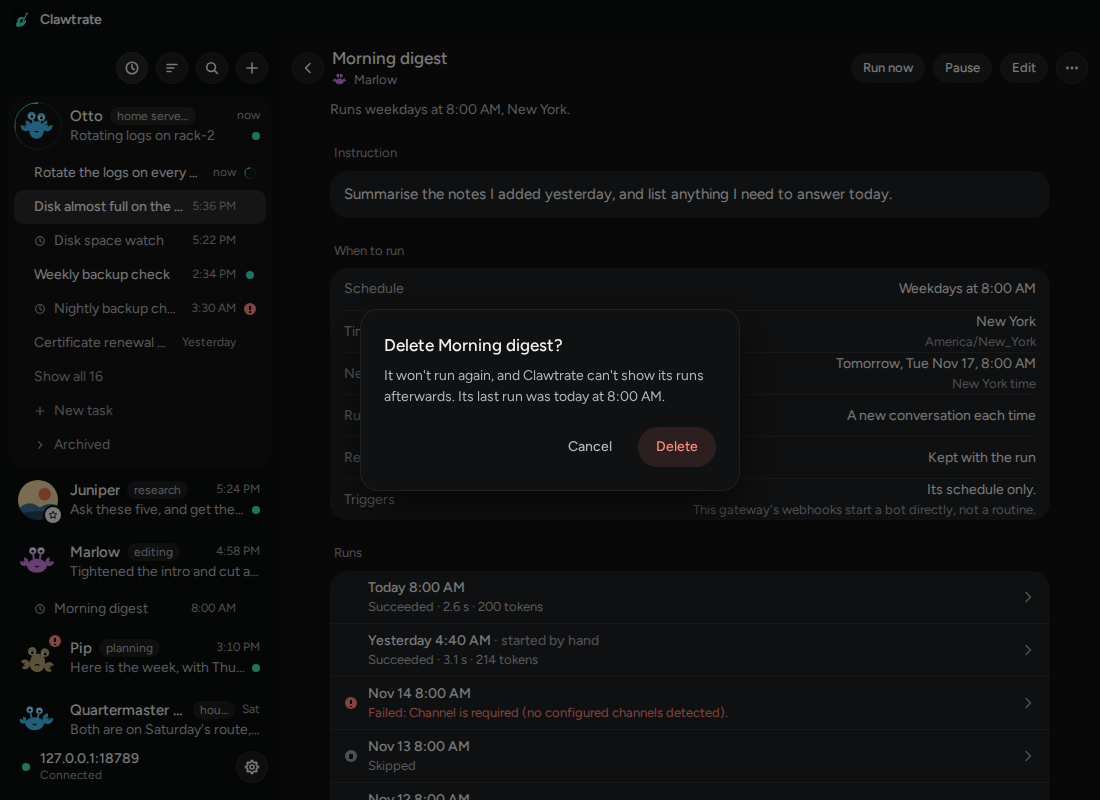 Clawtrate
Otto home serve... now
Rotating logs on rack-2
Rotate the logs on every ... now
Disk almost full on the ... 5:36 PM
Disk space watch 5:22 PM
Weekly backup check 2:34 PM
Nightly backup ch... 3:30 AM
Certificate renewal ... Yesterday
Show all 16
New task
Archived
Juniper research 5:24 PM
Ask these five, and get the...
Marlow editing 4:58 PM
Tightened the intro and cut a...
Morning digest 8:00 AM
Pip planning 3:10 PM
Here is the week, with Thu...
Quartermaster ... hou... Sat
Both are on Saturday's route,...
127.0.0.1:18789
Connected
Morning digest
Marlow
Run now Pause Edit
Runs weekdays at 8:00 AM, New York.
Instruction
Summarise the notes I added yesterday, and list anything I need to answer today.
When to run
Schedule Weekdays at 8:00 AM
New York
America/New_York
Tomorrow, Tue Nov 17, 8:00 AM
New York time
A new conversation each time
Kept with the run
Triggers Its schedule only.
This gateway's webhooks start a bot directly, not a routine.
Delete Morning digest?
It won't run again, and Clawtrate can't show its runs
afterwards. Its last run was today at 8:00 AM.
Cancel Delete
Runs
Today 8:00 AM
Succeeded · 2.6 s · 200 tokens
Yesterday 4:40 AM · started by hand
Succeeded · 3.1 s · 214 tokens
Nov 14 8:00 AM
Failed: Channel is required (no configured channels detected).
Nov 13 8:00 AM
Skipped
Nov 12 8:00 AM